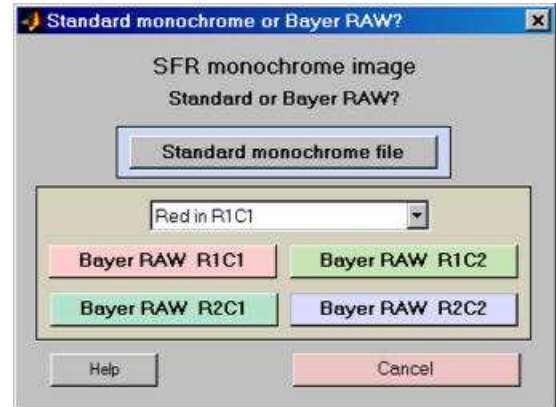 Standard monochrome or Bayer RAW?
SFR monochrome image
Standard or Bayer RAW?
Standard monochrome file
Red in R1C1
Bayer RAW R1C1 Bayer RAW R1C2
Bayer RAW R2C1 Bayer RAW R2C2
Help Cancel